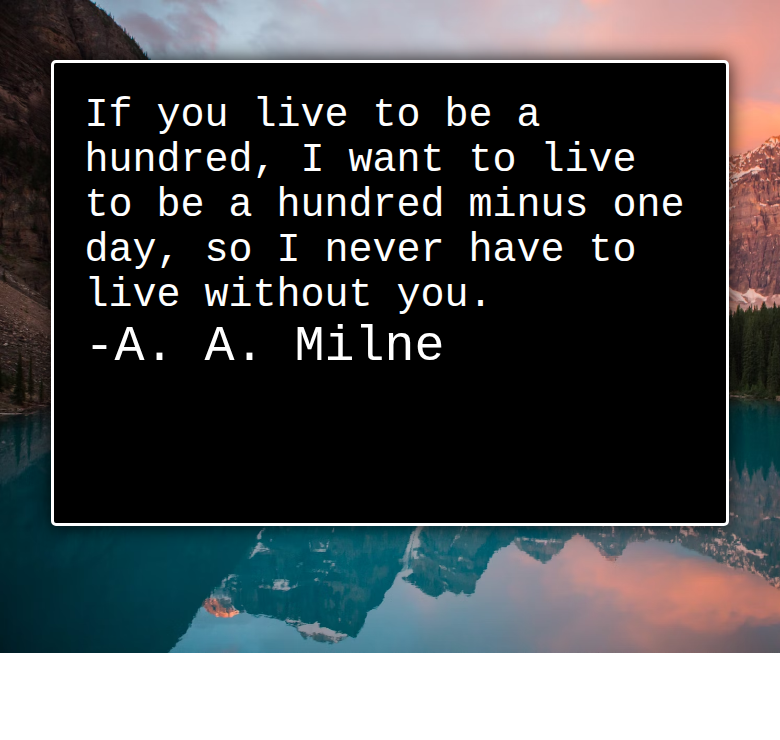 If you live to be a
hundred, I want to live
to be a hundred minus one
day, so I never have to
live without you.
-A. A. Milne